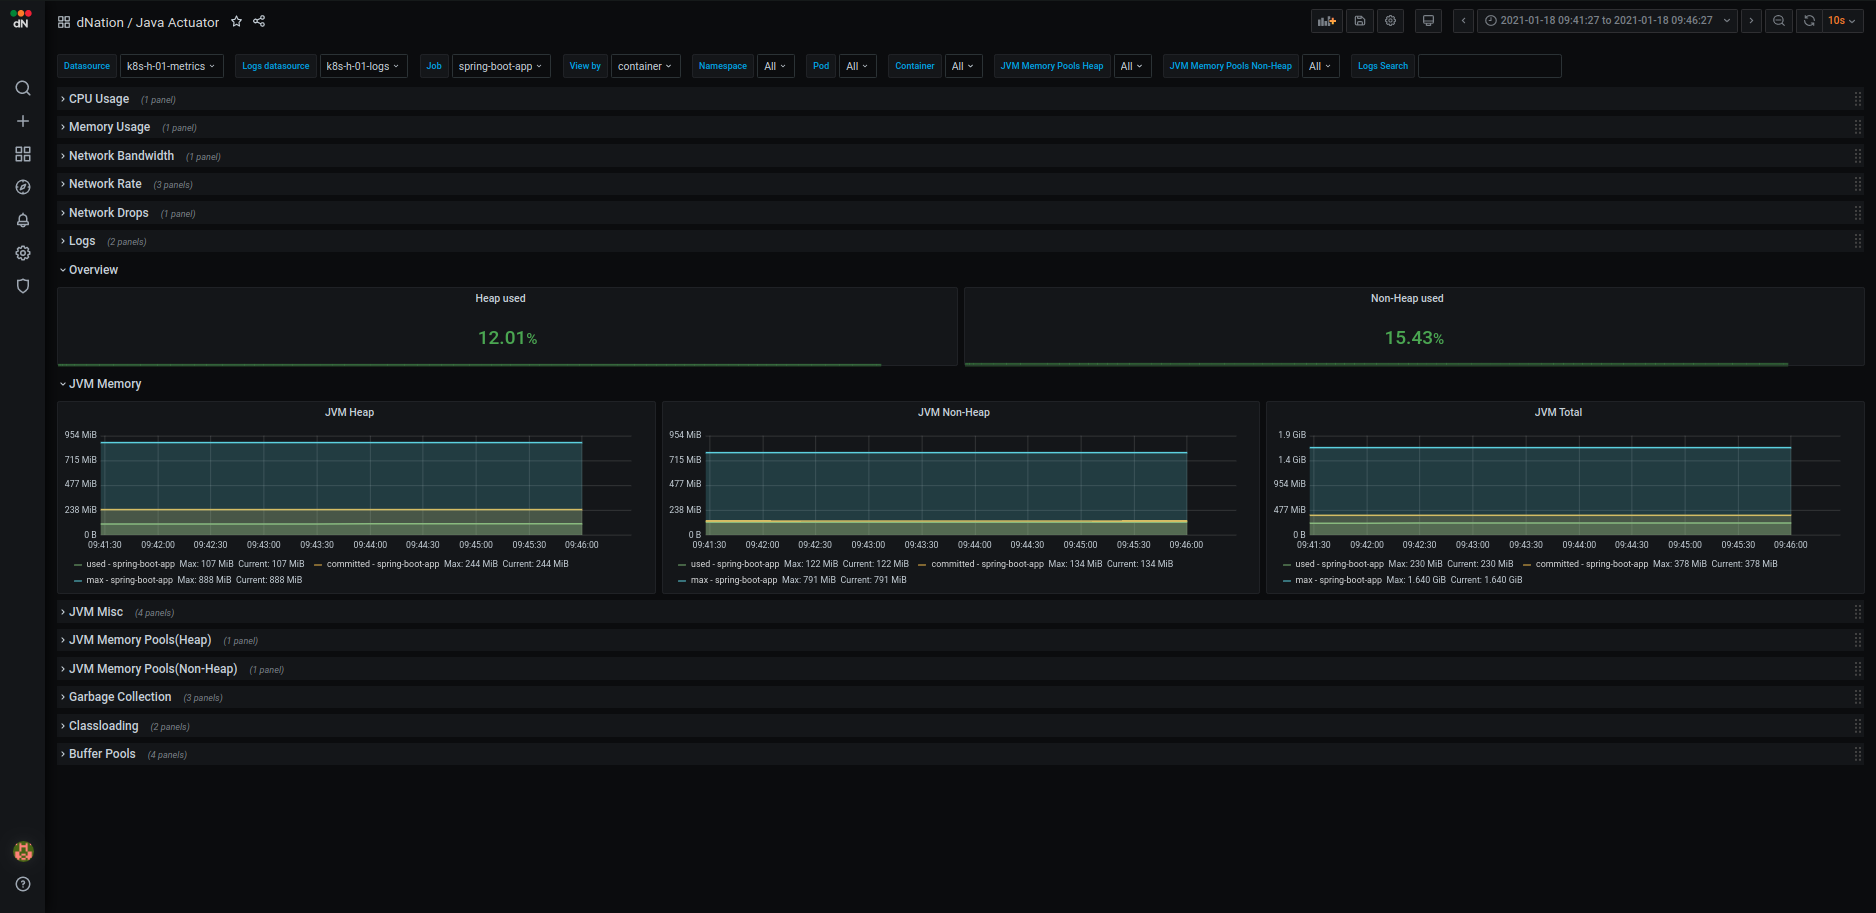 dN
dNation / Java Actuator
2021-01-18 09:41:27 to 2021-01-18 09:46:27
10s
Datasource k8s-h-01-metrics Logs datasource k8s-h-01-logs Job spring-boot-app View by container Namespace All Pod All Container All JVM Memory Pools Heap All JVM Memory Pools Non-Heap All Logs Search
CPU Usage (1 panel)
Memory Usage (1 panel)
Network Bandwidth (1 panel)
Network Rate (3 panels)
Network Drops (1 panel)
Logs (2 panels)
Overview
Heap used
12.01%
Non-Heap used
15.43%
JVM Memory
JVM Heap
954 MiB
715 MiB
477 MiB
238 MiB
0 B
09:41:30 09:42:00 09:42:30 09:43:00 09:43:30 09:44:00 09:44:30 09:45:00 09:45:30 09:46:00
used - spring-boot-app Max: 107 MiB Current: 107 MiB committed - spring-boot-app Max: 244 MiB Current: 244 MiB
max - spring-boot-app Max: 888 MiB Current: 888 MiB
JVM Non-Heap
954 MiB
715 MiB
477 MiB
238 MiB
0 B
09:41:30 09:42:00 09:42:30 09:43:00 09:43:30 09:44:00 09:44:30 09:45:00 09:45:30 09:46:00
used - spring-boot-app Max: 122 MiB Current: 122 MiB committed - spring-boot-app Max: 134 MiB Current: 134 MiB
max - spring-boot-app Max: 791 MiB Current: 791 MiB
JVM Total
1.9 GiB
1.4 GiB
954 MiB
477 MiB
0 B
09:41:30 09:42:00 09:42:30 09:43:00 09:43:30 09:44:00 09:44:30 09:45:00 09:45:30 09:46:00
used - spring-boot-app Max: 230 MiB Current: 230 MiB committed - spring-boot-app Max: 378 MiB Current: 378 MiB
max - spring-boot-app Max: 1.640 GiB Current: 1.640 GiB
JVM Misc (4 panels)
JVM Memory Pools(Heap) (1 panel)
JVM Memory Pools(Non-Heap) (1 panel)
Garbage Collection (3 panels)
Classloading (2 panels)
Buffer Pools (4 panels)